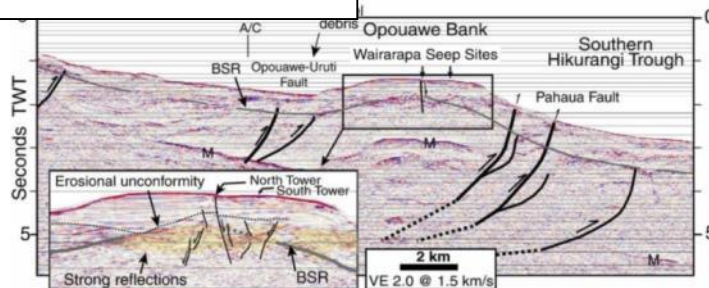 debris
A/C
Opouawe Bank
Wairarapa Seep Sites
Southern
Hikurangi Trough
BSR
Opouawe-Uruti
Fault
Pahaua Fault
Seconds TWT
M
M
Erosional unconformity
North Tower
South Tower
5
5
2 km
VE 2.0 @ 1.5 km/s
M
Strong reflections
BSR